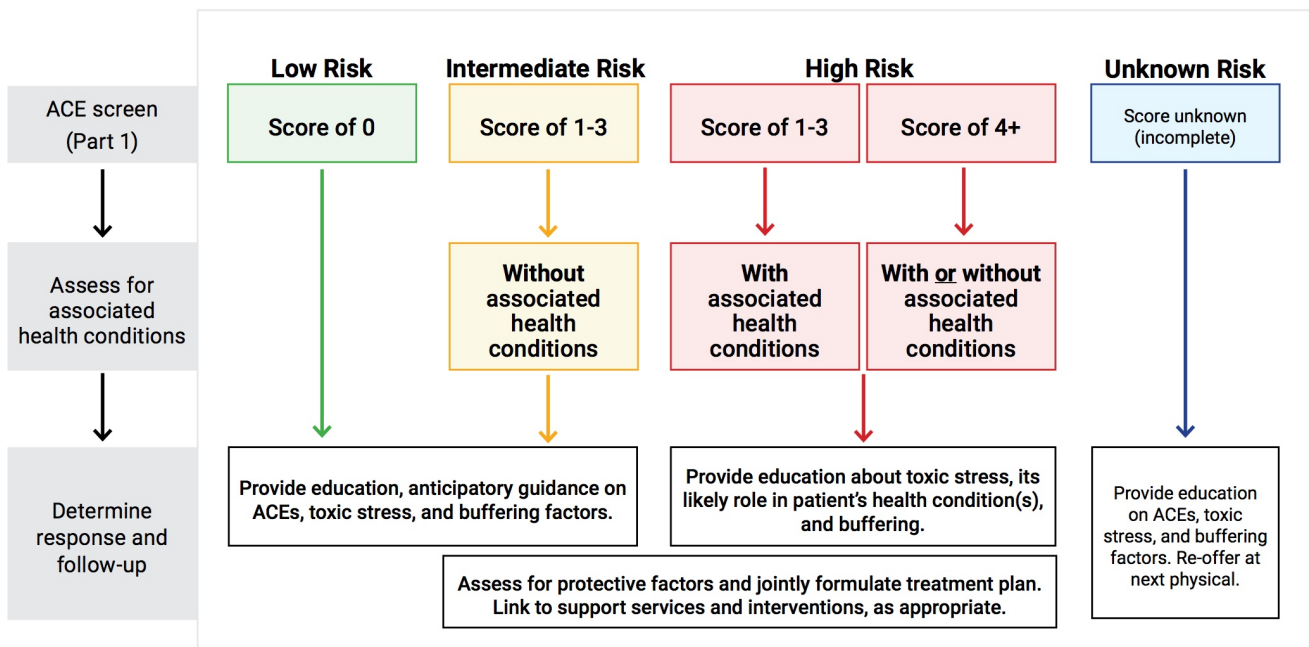 Low Risk
Intermediate Risk
High Risk
Unknown Risk
ACE screen
(Part 1)
Score of 0
Score of 1-3
Score of 1-3
Score of 4+
Score unknown
(incomplete)
Assess for
associated
health conditions
Without
associated
health
conditions
With
associated
health
conditions
With or without
associated
health
conditions
Determine
response and
follow-up
Provide education, anticipatory guidance on
ACEs, toxic stress, and buffering factors.
Provide education about toxic stress, its
likely role in patient’s health condition(s),
and buffering.
Assess for protective factors and jointly formulate treatment plan.
Link to support services and interventions, as appropriate.
Provide education
on ACEs, toxic
stress, and buffering
factors. Re-offer at
next physical.